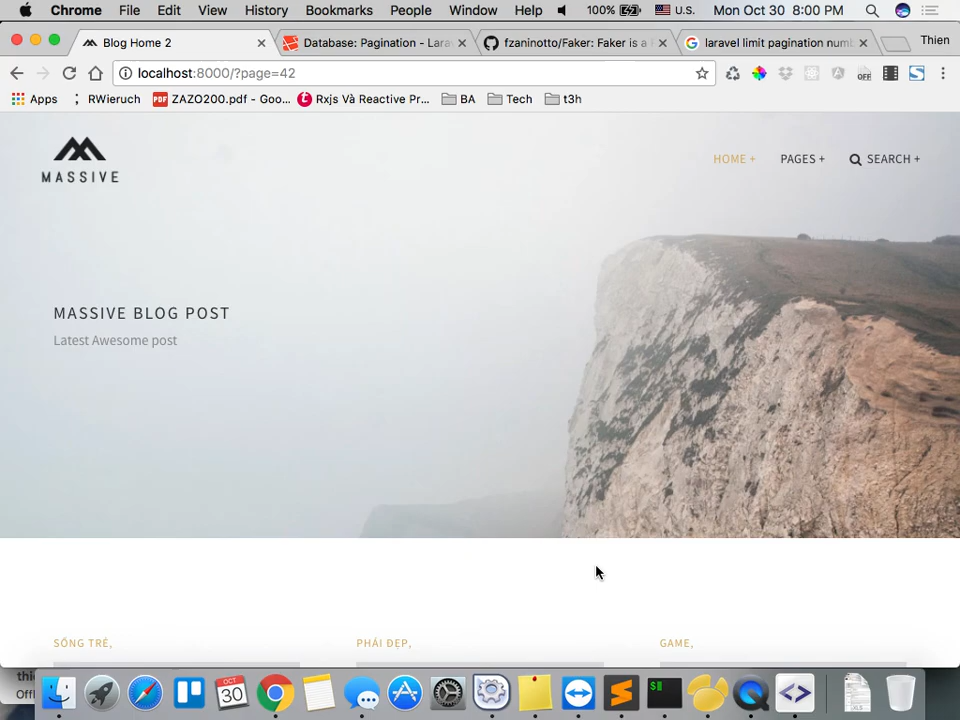 Chrome File Edit View History Bookmarks People Window Help 100% U.S. Mon Oct 30 8:00 PM
Blog Home 2
Database: Pagination - Lara
fzaninotto/Faker: Faker is a
laravel limit pagination num
Thien
localhost:8000/?page=42
Apps RWieruch ZAZO200.pdf - Goo... Rxjs Và Reactive Pr... BA Tech t3h
MASSIVE
HOME + PAGES + SEARCH +
MASSIVE BLOG POST
Latest Awesome post
SỐNG TRẺ, PHÁI ĐẸP, GAME,
OCT
30